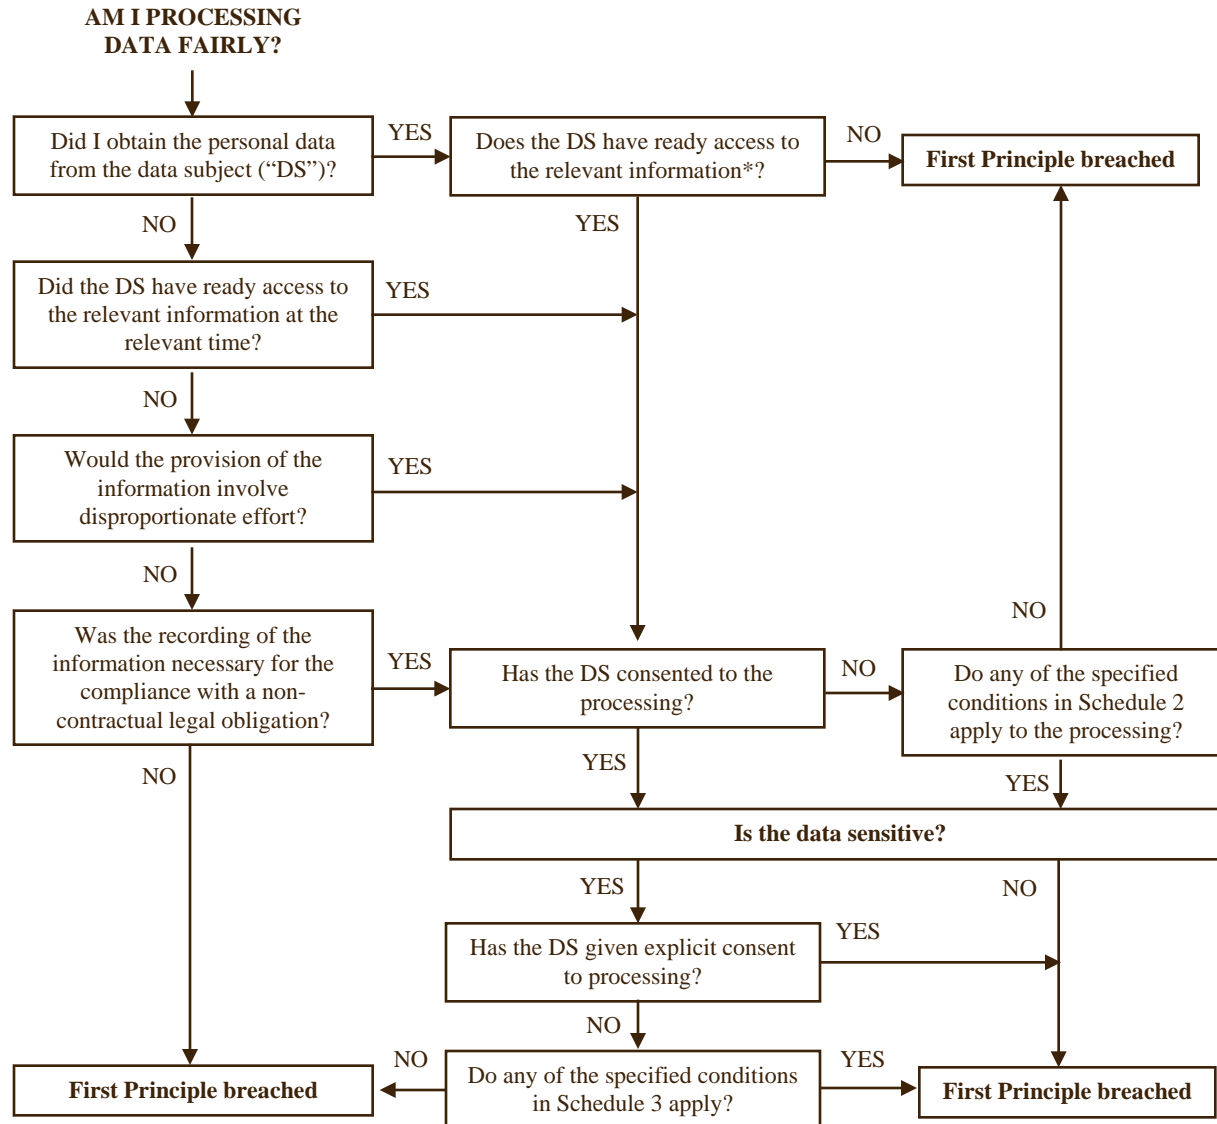 AM I PROCESSING
DATA FAIRLY?
Did I obtain the personal data
from the data subject (“DS”)?
YES
Does the DS have ready access to
the relevant information*?
NO
First Principle breached
NO
YES
Did the DS have ready access to
the relevant information at the
relevant time?
YES
NO
Would the provision of the
information involve
disproportionate effort?
YES
NO
Was the recording of the
information necessary for the
compliance with a non-
contractual legal obligation?
YES
Has the DS consented to the
processing?
NO
Do any of the specified
conditions in Schedule 2
apply to the processing?
NO
NO
YES
YES
Is the data sensitive?
YES
NO
Has the DS given explicit consent
to processing?
YES
NO
First Principle breached
NO
Do any of the specified conditions
in Schedule 3 apply?
YES
First Principle breached